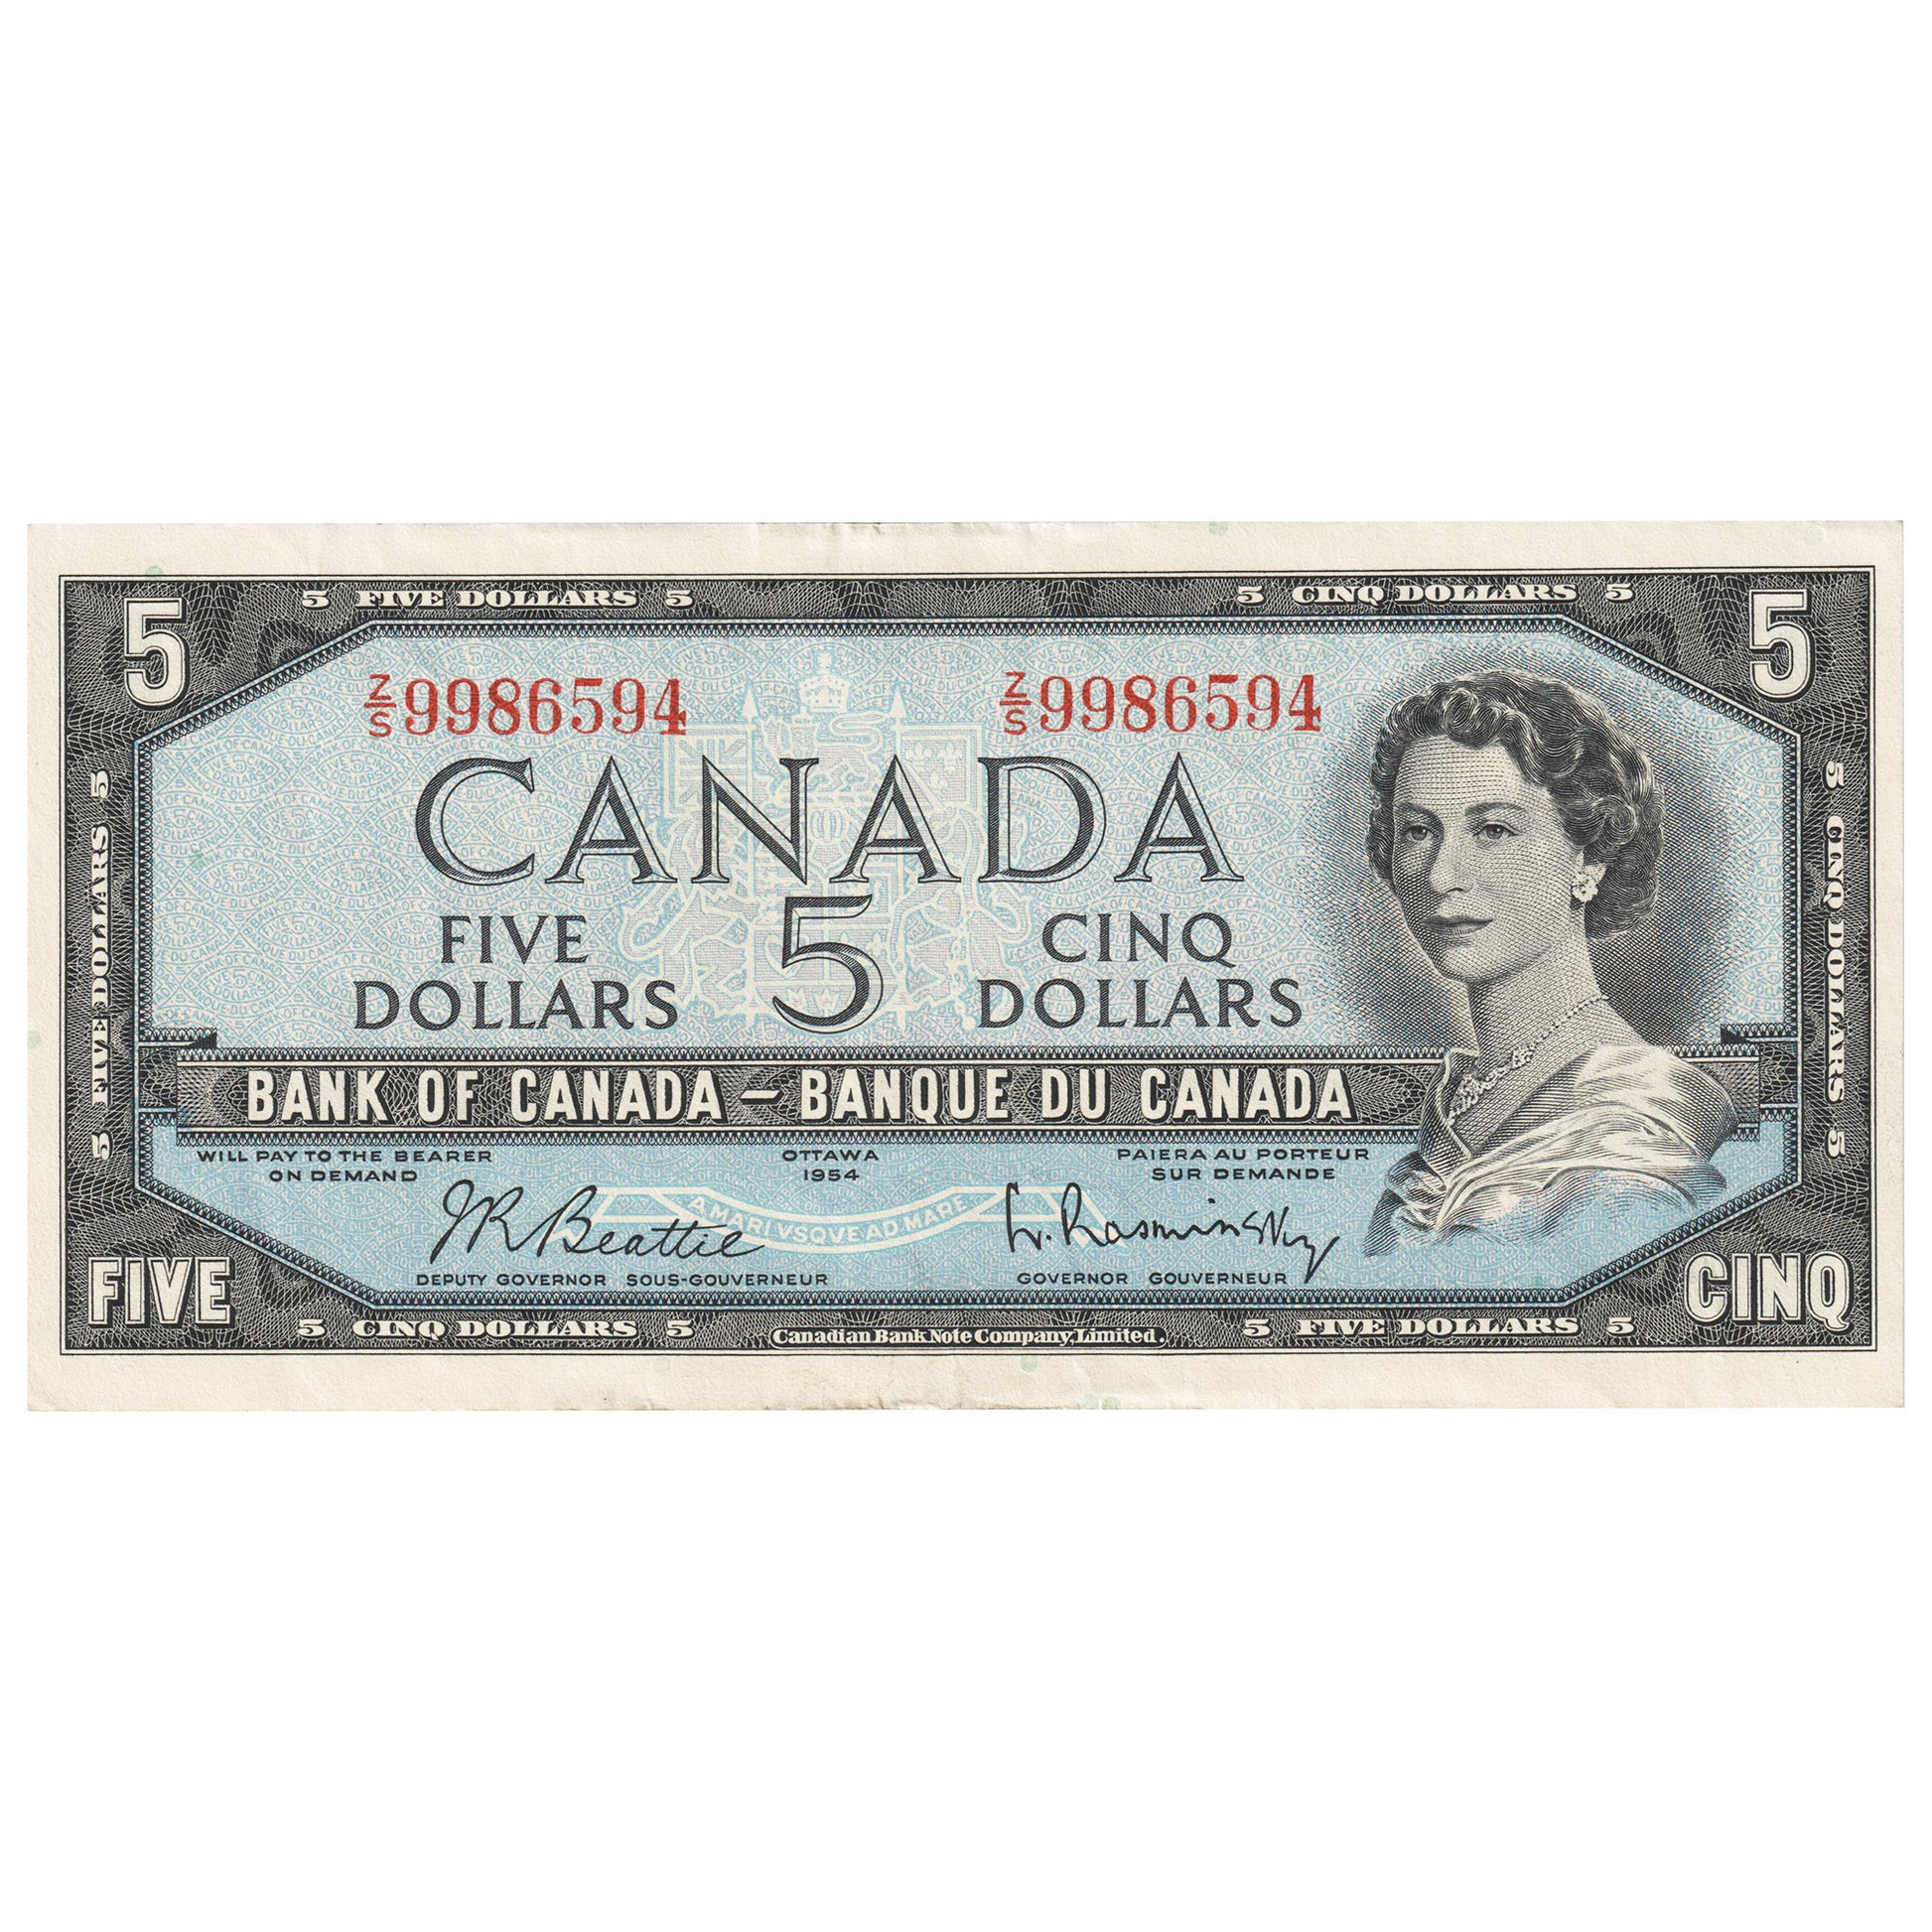 5 FIVE DOLLARS 5
5 CINQ DOLLARS 5
5
5
Z/S 9986594
Z/S 9986594
CANADA
FIVE DOLLARS
5
CINQ DOLLARS
5 FIVE DOLLARS 5
5 CINQ DOLLARS 5
BANK OF CANADA – BANQUE DU CANADA
WILL PAY TO THE BEARER
ON DEMAND
OTTAWA
1954
PAIERA AU PORTEUR
SUR DEMANDE
A MARI VSQVE AD MARE
JR Beattie
L. Rasminsky
DEPUTY GOVERNOR SOUS-GOUVERNEUR
GOVERNOR GOUVERNEUR
FIVE
CINQ
5 CINQ DOLLARS 5
Canadian Bank Note Company, Limited.
5 FIVE DOLLARS 5